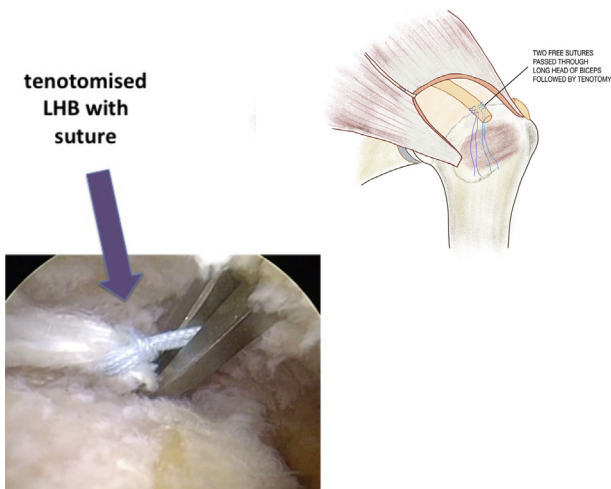 tenotomised
LHB with
suture
TWO FREE SUTURES
PASSED THROUGH
LONG HEAD OF BICEPS
FOLLOWED BY TENOTOMY